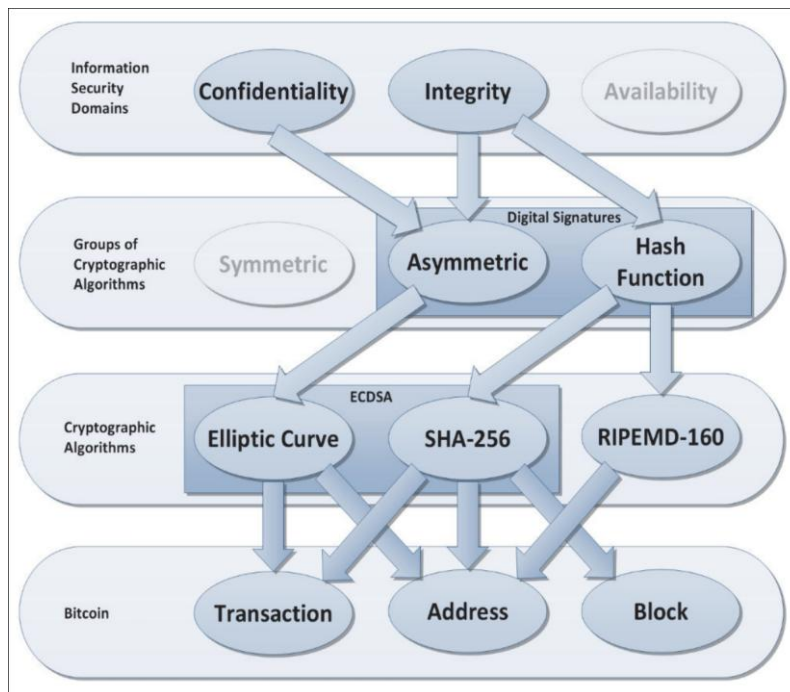 Information
Security
Domains
Confidentiality
Integrity
Availability
Digital Signatures
Groups of
Cryptographic
Algorithms
Symmetric
Asymmetric
Hash
Function
ECDSA
Cryptographic
Algorithms
Elliptic Curve
SHA-256
RIPEMD-160
Bitcoin
Transaction
Address
Block